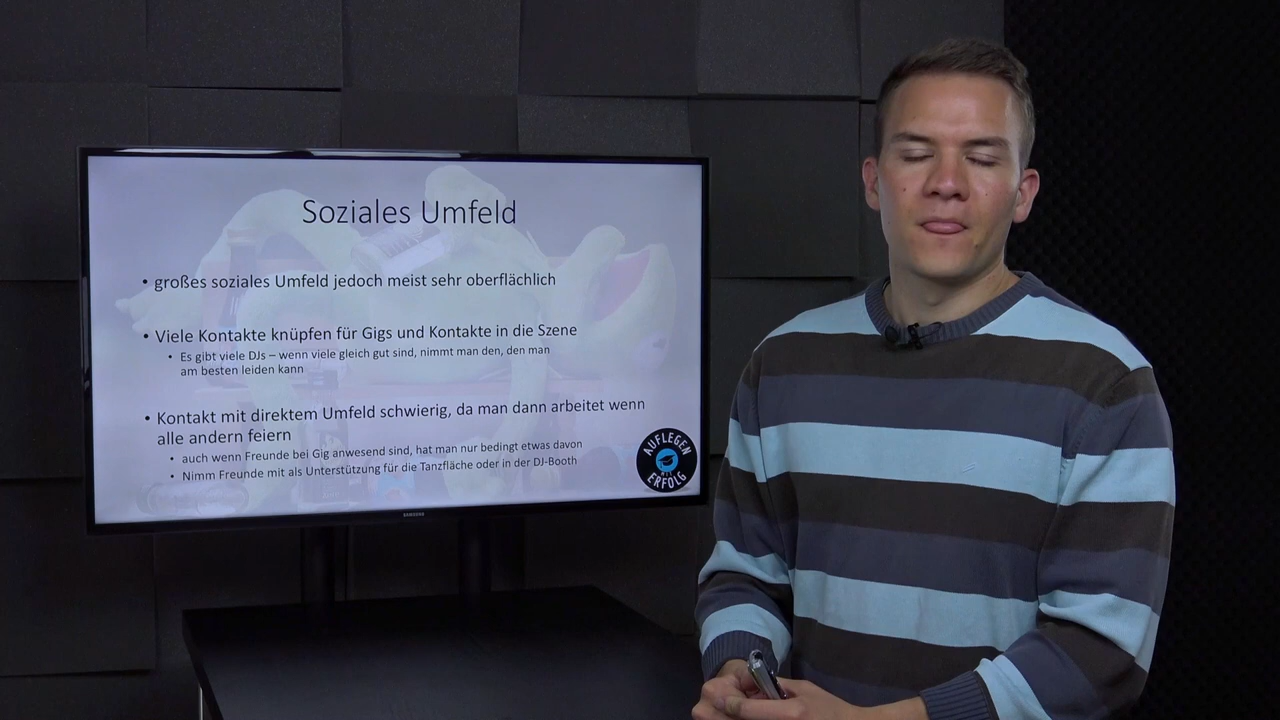 Soziales Umfeld
• großes soziales Umfeld jedoch meist sehr oberflächlich
• Viele Kontakte knüpfen für Gigs und Kontakte in die Szene
• Es gibt viele DJs – wenn viele gleich gut sind, nimmt man den, den man
am besten leiden kann
• Kontakt mit direktem Umfeld schwierig, da man dann arbeitet wenn
alle andern feiern
• auch wenn Freunde bei Gig anwesend sind, hat man nur bedingt etwas davon
• Nimm Freunde mit als Unterstützung für die Tanzfläche oder in der DJ-Booth
AUFLEGEN
MIT
ERFOLG
SAMSUNG